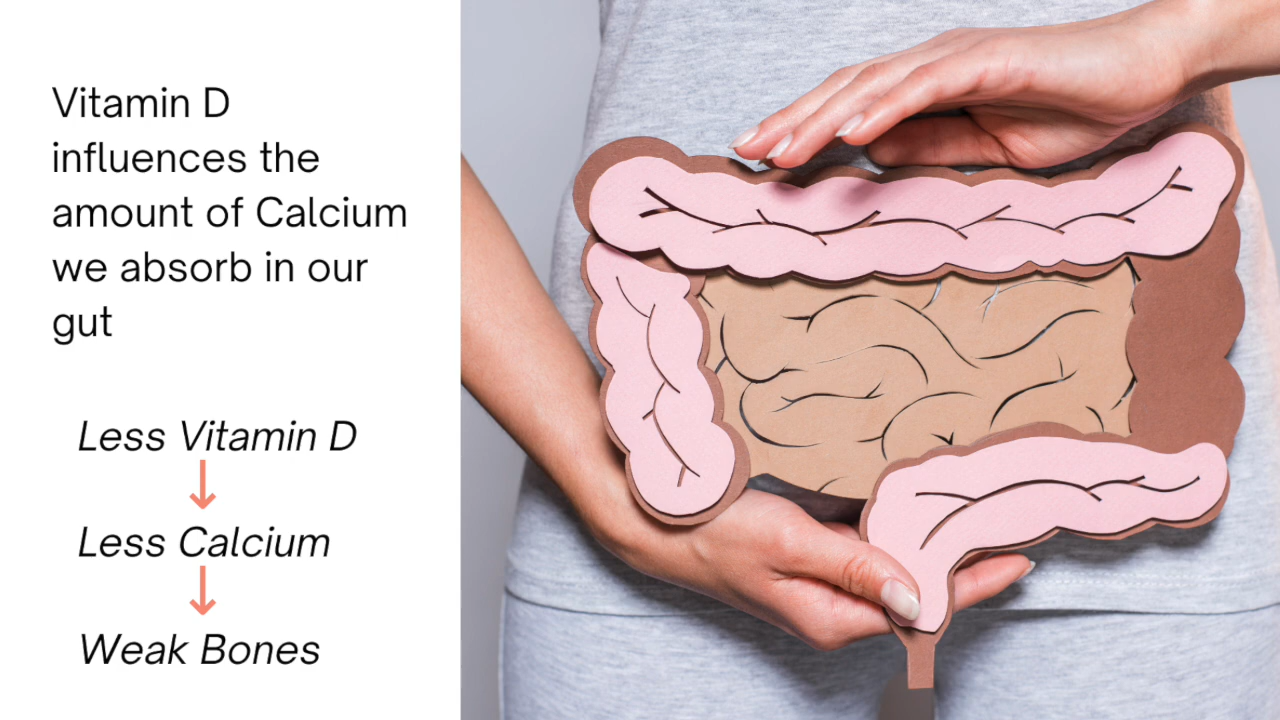 Vitamin D
influences the
amount of Calcium
we absorb in our
gut
Less Vitamin D
Less Calcium
Weak Bones